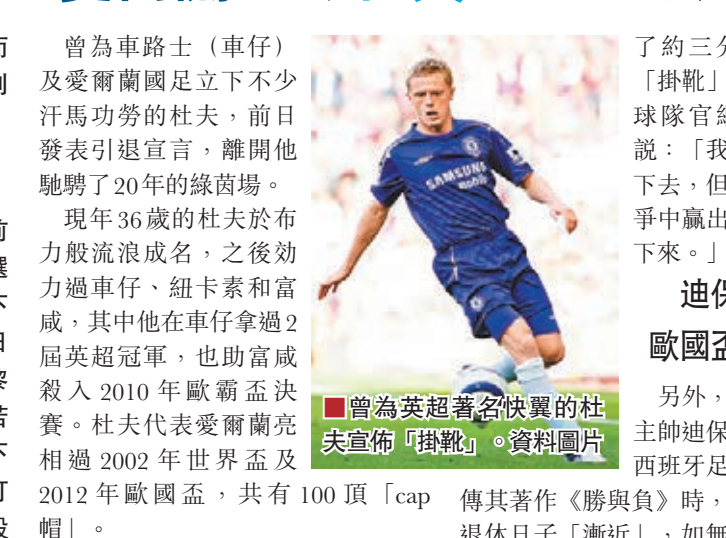 曾為車路士（車仔）
及愛爾蘭國足立下不少
汗馬功勞的杜夫，前日
發表引退宣言，離開他
馳騁了20年的綠茵場。
現年36歲的杜夫於布
力般流浪成名，之後効
力過車仔、紐卡素和富
咸，其中他在車仔拿過2
屆英超冠軍，也助富咸
殺入2010年歐霸盃決
賽。杜夫代表愛爾蘭亮
相過2002年世界盃及
2012年歐國盃，共有100頂「cap
帽」。
SAMSUNG
mobile
■曾為英超著名快翼的杜
夫宣佈「掛靴」。資料圖片
了約三分
「掛靴」
球隊官
説：「我
下去，但
爭中贏出
下來。」
迪保
歐國盃
另外，
主帥迪保
西班牙足
傳其著作《勝與負》時，
退休日子「漸近」，如無